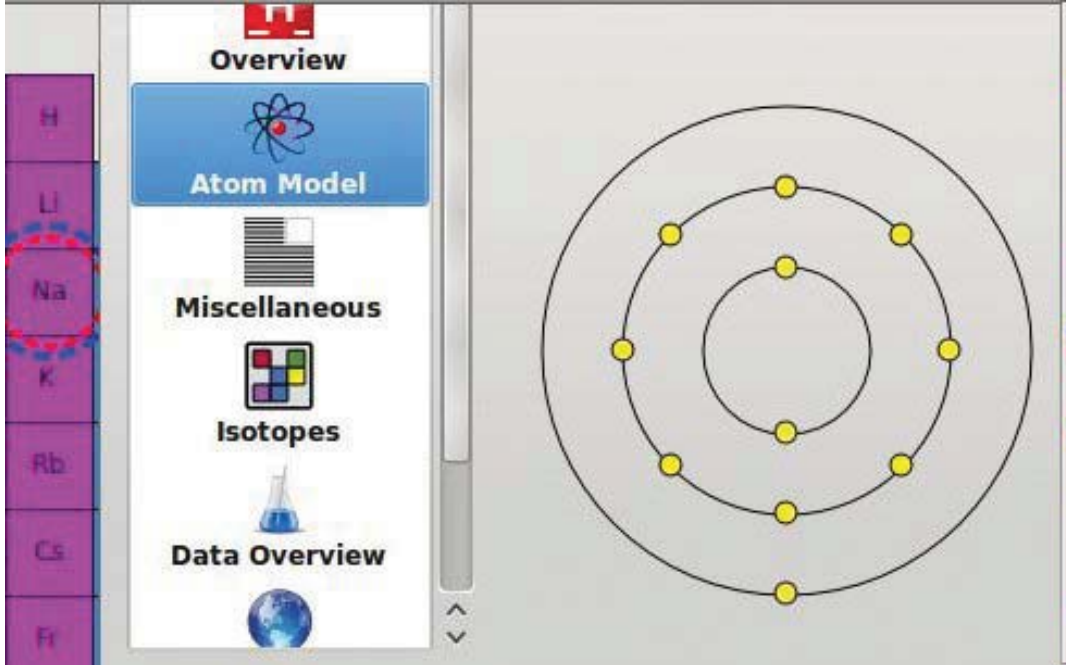 Overview
H
Atom Model
Li
Na
Miscellaneous
K
Isotopes
Rb
Data Overview
Cs
Fr